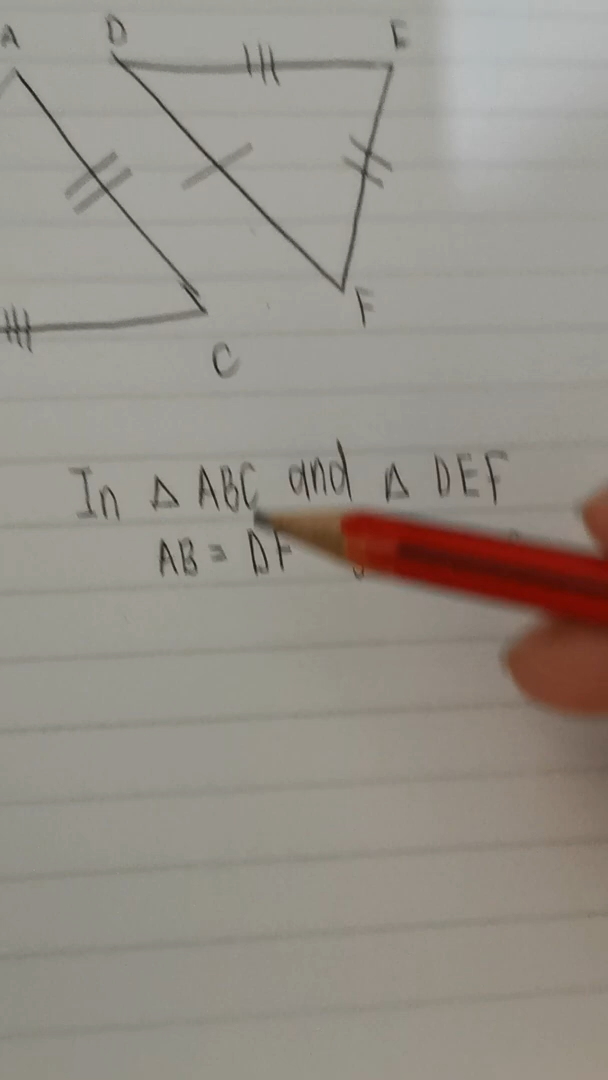 A D E
F
C
In Δ ABC and Δ DEF
AB = DF